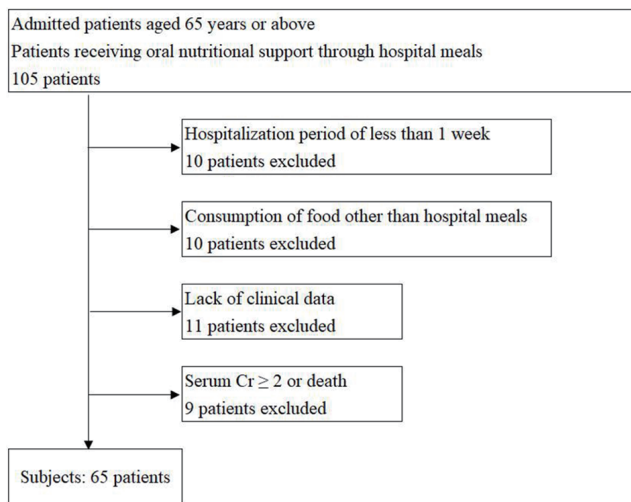 Admitted patients aged 65 years or above
Patients receiving oral nutritional support through hospital meals
105 patients
Hospitalization period of less than 1 week
10 patients excluded
Consumption of food other than hospital meals
10 patients excluded
Lack of clinical data
11 patients excluded
Serum Cr ≥ 2 or death
9 patients excluded
Subjects: 65 patients